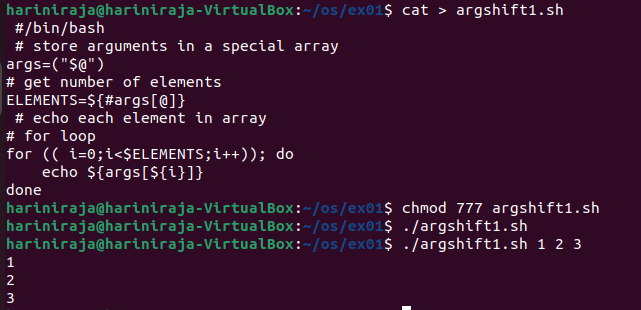 hariniraja@hariniraja-VirtualBox:~/os/ex01$ cat > argshift1.sh
 #/bin/bash
 # store arguments in a special array
args=("$@")
# get number of elements
ELEMENTS=${#args[@]}
 # echo each element in array
# for loop
for (( i=0;i<$ELEMENTS;i++)); do
    echo ${args[${i}]}
done
hariniraja@hariniraja-VirtualBox:~/os/ex01$ chmod 777 argshift1.sh
hariniraja@hariniraja-VirtualBox:~/os/ex01$ ./argshift1.sh
hariniraja@hariniraja-VirtualBox:~/os/ex01$ ./argshift1.sh 1 2 3
1
2
3